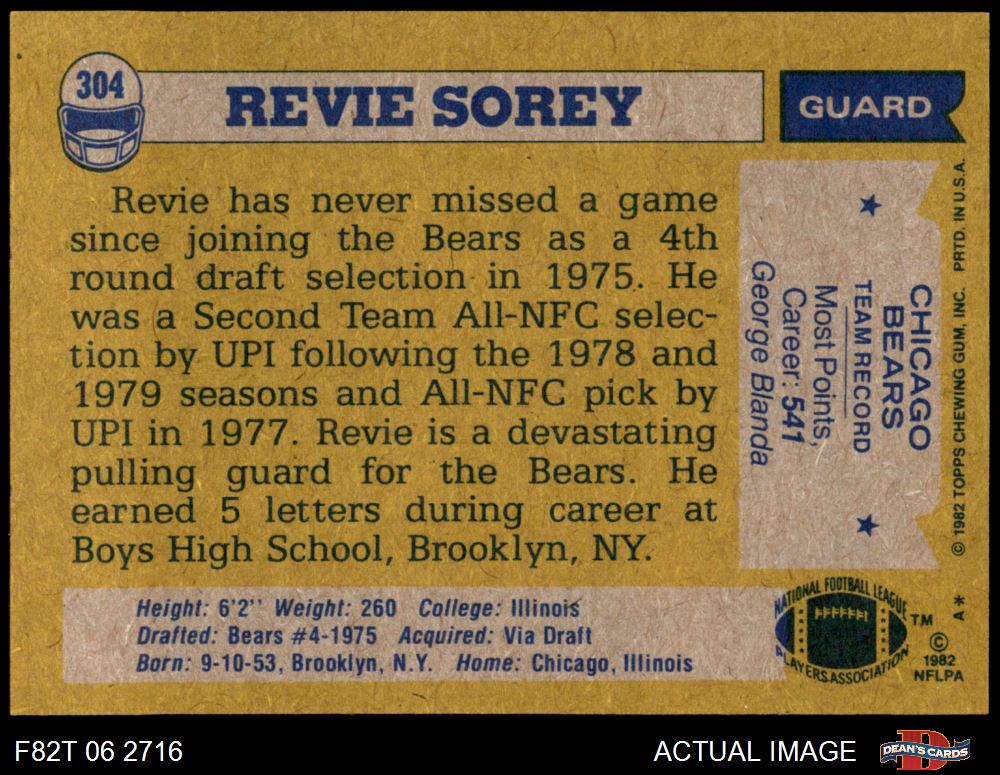 304
REVIE SOREY
GUARD
Revie has never missed a game
since joining the Bears as a 4th
round draft selection in 1975. He
was a Second Team All-NFC selec-
tion by UPI following the 1978 and
1979 seasons and All-NFC pick by
UPI in 1977. Revie is a devastating
pulling guard for the Bears. He
earned 5 letters during career at
Boys High School, Brooklyn, NY.
CHICAGO
BEARS
TEAM RECORD
Most Points,
Career: 541
George Blanda
© 1982 TOPPS CHEWING GUM, INC. PRTD. IN U.S.A.
Height: 6'2" Weight: 260 College: Illinois
Drafted: Bears #4-1975 Acquired: Via Draft
Born: 9-10-53, Brooklyn, N.Y. Home: Chicago, Illinois
NATIONAL FOOTBALL LEAGUE
PLAYERS ASSOCIATION
TM
A*
©
1982
NFLPA
F82T 06 2716
ACTUAL IMAGE
D
DEAN'S CARDS